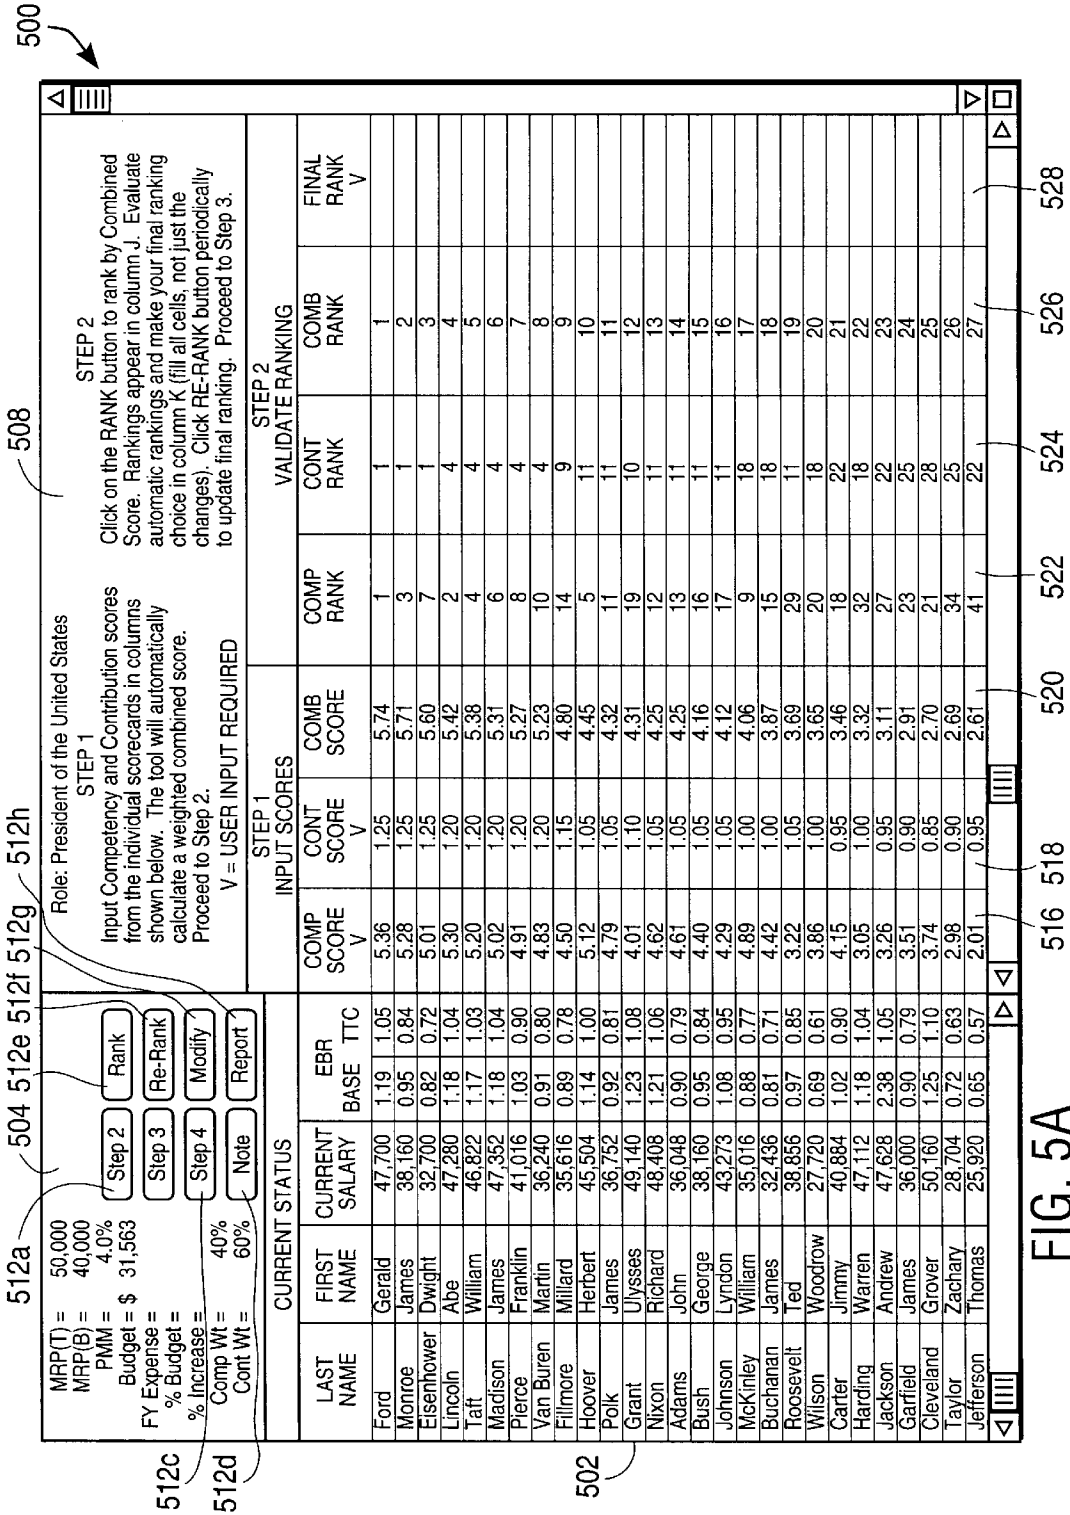 500
512a
504
512e
512f
512g
512h
508
MRP(T) = 50,000
MRP(B) = 40,000
PMM = 4.0%
Budget = $ 31,563
FY Expense =
% Budget =
% Increase =
Comp Wt = 40%
Cont Wt = 60%
Step 2 Rank
Step 3 Re-Rank
Step 4 Modify
Note Report
Role: President of the United States
STEP 1
Input Competency and Contribution scores
from the individual scorecards in columns
shown below. The tool will automatically
calculate a weighted combined score.
Proceed to Step 2.
V = USER INPUT REQUIRED
STEP 2
Click on the RANK button to rank by Combined
Score. Rankings appear in column J. Evaluate
automatic rankings and make your final ranking
choice in column K (fill all cells, not just the
changes). Click RE-RANK button periodically
to update final ranking. Proceed to Step 3.
512c
512d
CURRENT STATUS
STEP 1
INPUT SCORES
STEP 2
VALIDATE RANKING
LAST NAME FIRST NAME CURRENT SALARY EBR BASE TTC COMP SCORE V CONT SCORE V COMB SCORE COMP RANK CONT RANK COMB RANK FINAL RANK V
Ford Gerald 47,700 1.19 1.05 5.36 1.25 5.74 1 1 1
Monroe James 38,160 0.95 0.84 5.28 1.25 5.71 3 1 2
Eisenhower Dwight 32,700 0.82 0.72 5.01 1.25 5.60 7 1 3
Lincoln Abe 47,280 1.18 1.04 5.30 1.20 5.42 2 4 4
Taft William 46,822 1.17 1.03 5.20 1.20 5.38 4 4 5
Madison James 47,352 1.18 1.04 5.02 1.20 5.31 6 4 6
Pierce Franklin 41,016 1.03 0.90 4.91 1.20 5.27 8 4 7
Van Buren Martin 36,240 0.91 0.80 4.83 1.20 5.23 10 4 8
Fillmore Millard 35,616 0.89 0.78 4.50 1.15 4.80 14 9 9
Hoover Herbert 45,504 1.14 1.00 5.12 1.05 4.45 5 11 10
Polk James 36,752 0.92 0.81 4.79 1.05 4.32 11 11 11
Grant Ulysses 49,140 1.23 1.08 4.01 1.10 4.31 19 10 12
Nixon Richard 48,408 1.21 1.06 4.62 1.05 4.25 12 11 13
Adams John 36,048 0.90 0.79 4.61 1.05 4.25 13 11 14
Bush George 38,160 0.95 0.84 4.40 1.05 4.16 16 11 15
Johnson Lyndon 43,273 1.08 0.95 4.29 1.05 4.12 17 11 16
McKinley William 35,016 0.88 0.77 4.89 1.00 4.06 9 18 17
Buchanan James 32,436 0.81 0.71 4.42 1.00 3.87 15 18 18
Roosevelt Ted 38,856 0.97 0.85 3.22 1.05 3.69 29 11 19
Wilson Woodrow 27,720 0.69 0.61 3.86 1.00 3.65 20 18 20
Carter Jimmy 40,884 1.02 0.90 4.15 0.95 3.46 18 22 21
Harding Warren 47,112 1.18 1.04 3.05 1.00 3.32 32 18 22
Jackson Andrew 47,628 2.38 1.05 3.26 0.95 3.11 27 22 23
Garfield James 36,000 0.90 0.79 3.51 0.90 2.91 23 25 24
Cleveland Grover 50,160 1.25 1.10 3.74 0.85 2.70 21 28 25
Taylor Zachary 28,704 0.72 0.63 2.98 0.90 2.69 34 25 26
Jefferson Thomas 25,920 0.65 0.57 2.01 0.95 2.61 41 22 27
502
516
518
520
522
524
526
528
FIG. 5A